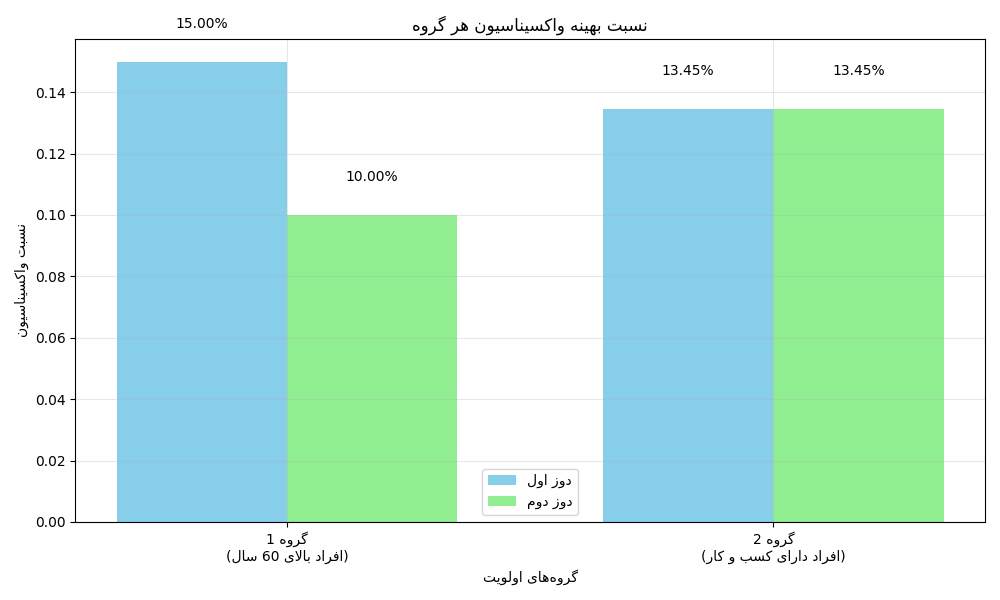 نسبت بهینه واکسیناسیون هر گروه
15.00%
10.00%
13.45%
13.45%
نسبت واکسیناسیون
0.14
0.12
0.10
0.08
0.06
0.04
0.02
0.00
دوز اول
دوز دوم
گروه 1
(افراد بالای 60 سال)
گروه 2
(افراد دارای کسب و کار)
گروه‌های اولویت